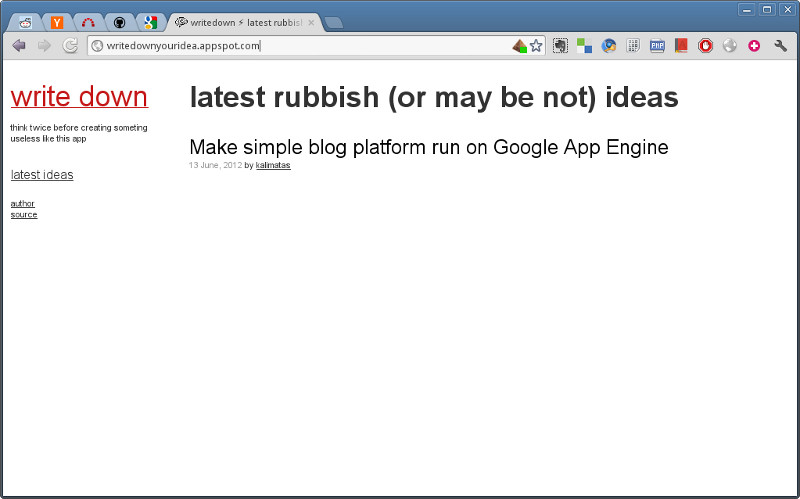 writedown ⚡ latest rubbish
writedownyouridea.appspot.com
write down
think twice before creating someting
useless like this app
latest ideas
author
source
latest rubbish (or may be not) ideas
Make simple blog platform run on Google App Engine
13 June, 2012 by kalimatas